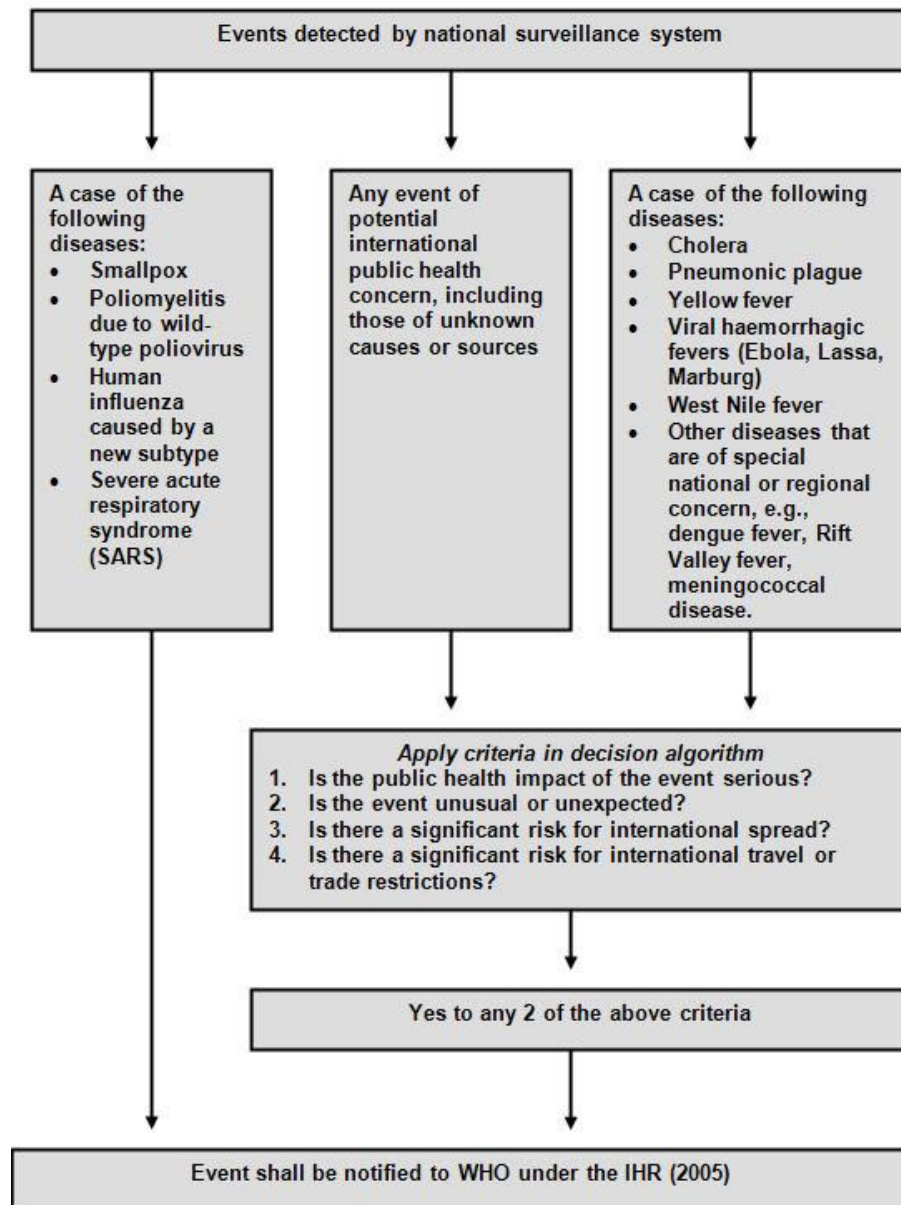 Events detected by national surveillance system
A case of the
following
diseases:
• Smallpox
• Poliomyelitis
due to wild-
type poliovirus
• Human
influenza
caused by a
new subtype
• Severe acute
respiratory
syndrome
(SARS)
Any event of
potential
international
public health
concern, including
those of unknown
causes or sources
A case of the following
diseases:
• Cholera
• Pneumonic plague
• Yellow fever
• Viral haemorrhagic
fevers (Ebola, Lassa,
Marburg)
• West Nile fever
• Other diseases that
are of special
national or regional
concern, e.g.,
dengue fever, Rift
Valley fever,
meningococcal
disease.
Apply criteria in decision algorithm
1. Is the public health impact of the event serious?
2. Is the event unusual or unexpected?
3. Is there a significant risk for international spread?
4. Is there a significant risk for international travel or
trade restrictions?
Yes to any 2 of the above criteria
Event shall be notified to WHO under the IHR (2005)